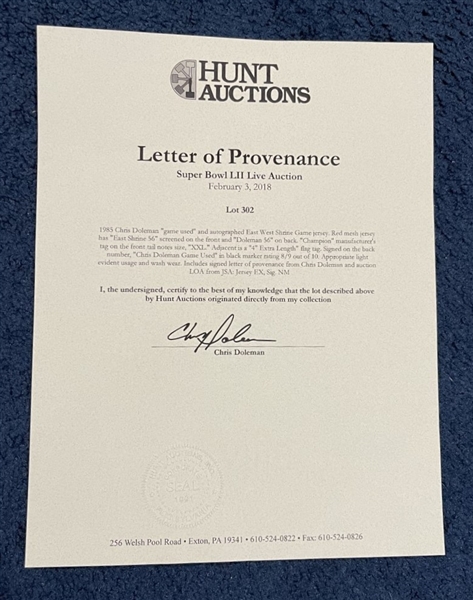 HUNT
AUCTIONS
Letter of Provenance
Super Bowl LII Live Auction
February 3, 2018
Lot 302
1985 Chris Doleman "game used" and autographed East West Shrine Game jersey. Red mesh jersey
has "East Shrine 56" screened on the front and "Doleman 56" on back. "Champion" manufacturer's
tag on the front tail notes size, "XXL." Adjacent is a "4" Extra Length" flag tag. Signed on the back
number, "Chris Doleman Game Used" in black marker rating 8/9 out of 10. Appropriate light
evident usage and wash wear. Includes signed letter of provenance from Chris Doleman and auction
LOA from JSA: Jersey EX, Sig: NM
I, the undersigned, certify to the best of my knowledge that the lot described above
by Hunt Auctions originated directly from my collection
Chris Doleman
Chris Doleman
SEAL
256 Welsh Pool Road • Exton, PA 19341 • 610-524-0822 • Fax: 610-524-0826